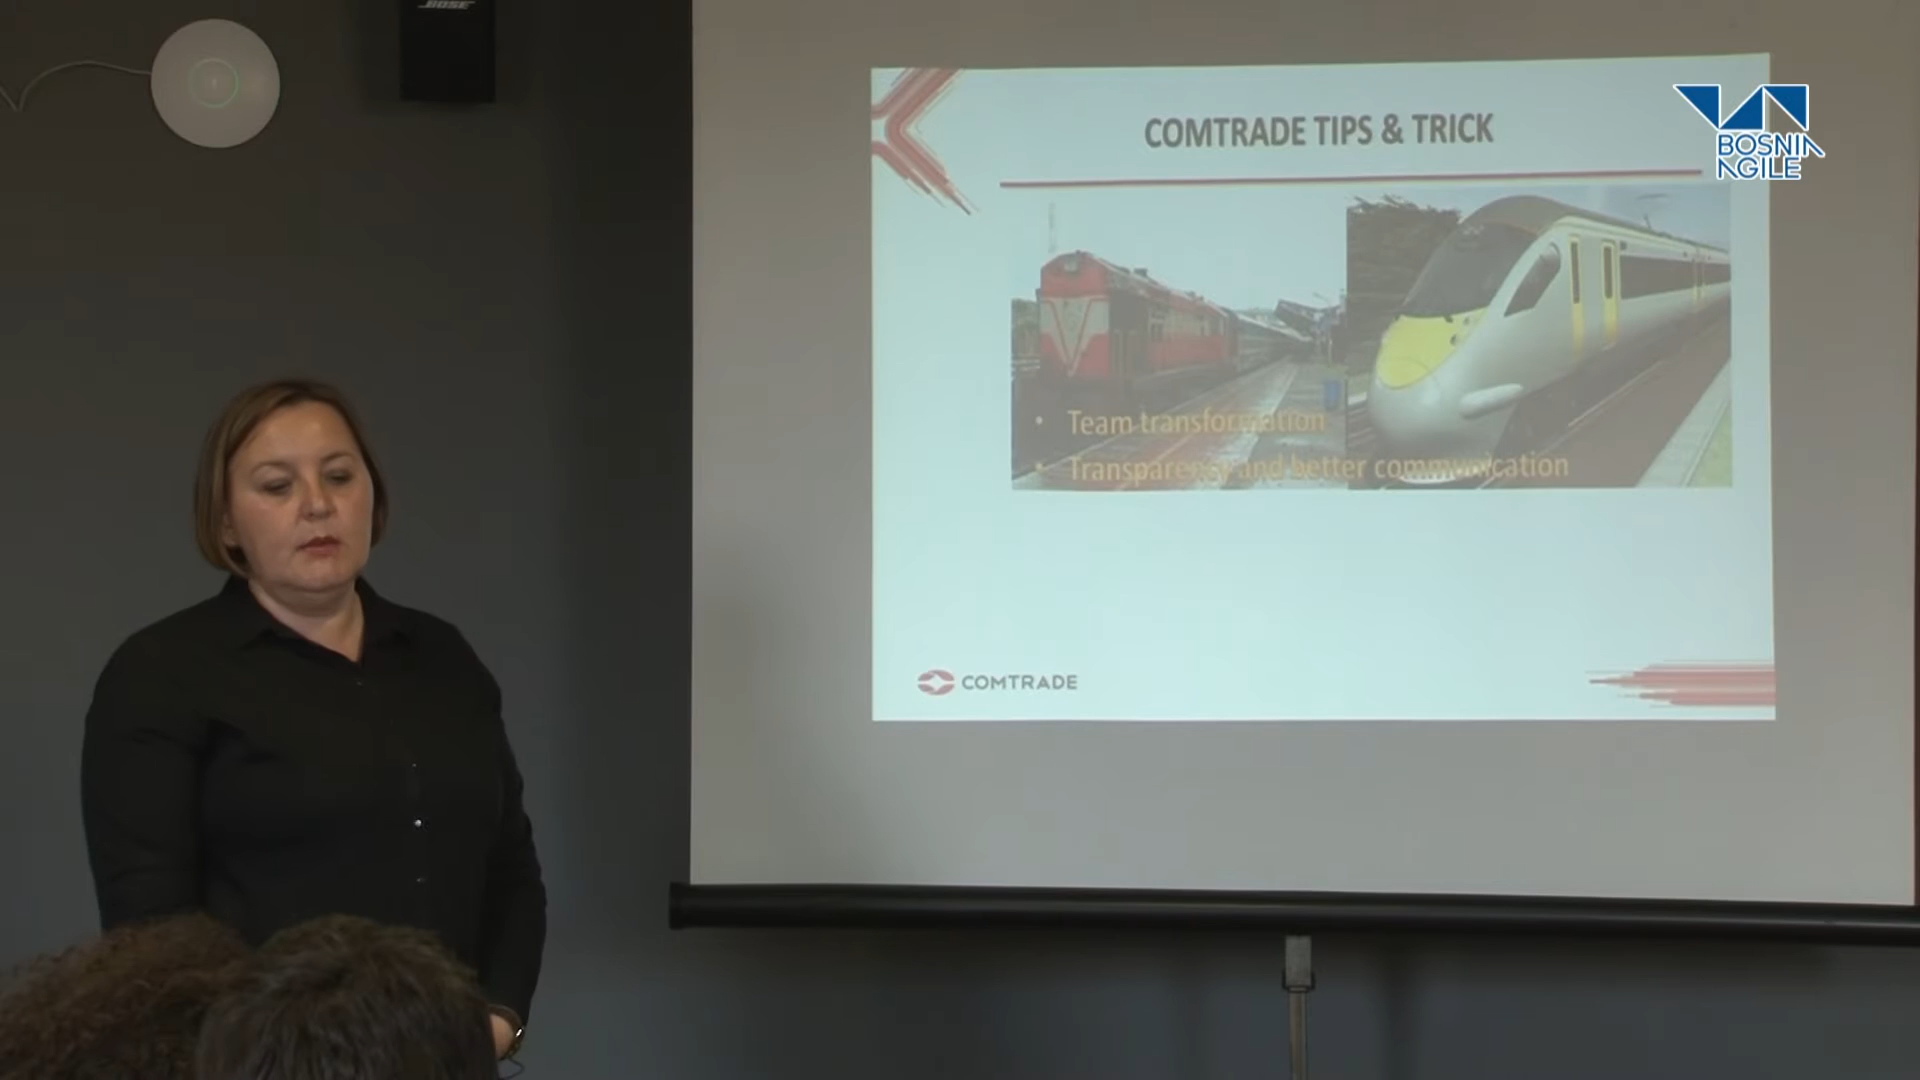 BOSE
COMTRADE TIPS & TRICK
BOSNIA
AGILE
• Team transformation
• Transparency and better communication
COMTRADE